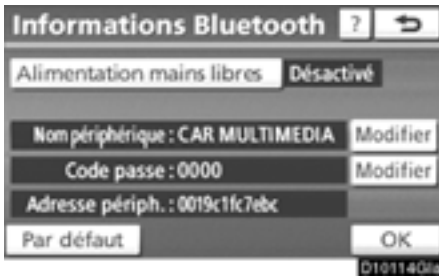 Informations Bluetooth ?
Alimentation mains libres Désactivé
Nom périphérique : CAR MULTIMEDIA Modifier
Code passe : 0000 Modifier
Adresse périph. : 0019c1fc7ebc
Par défaut OK